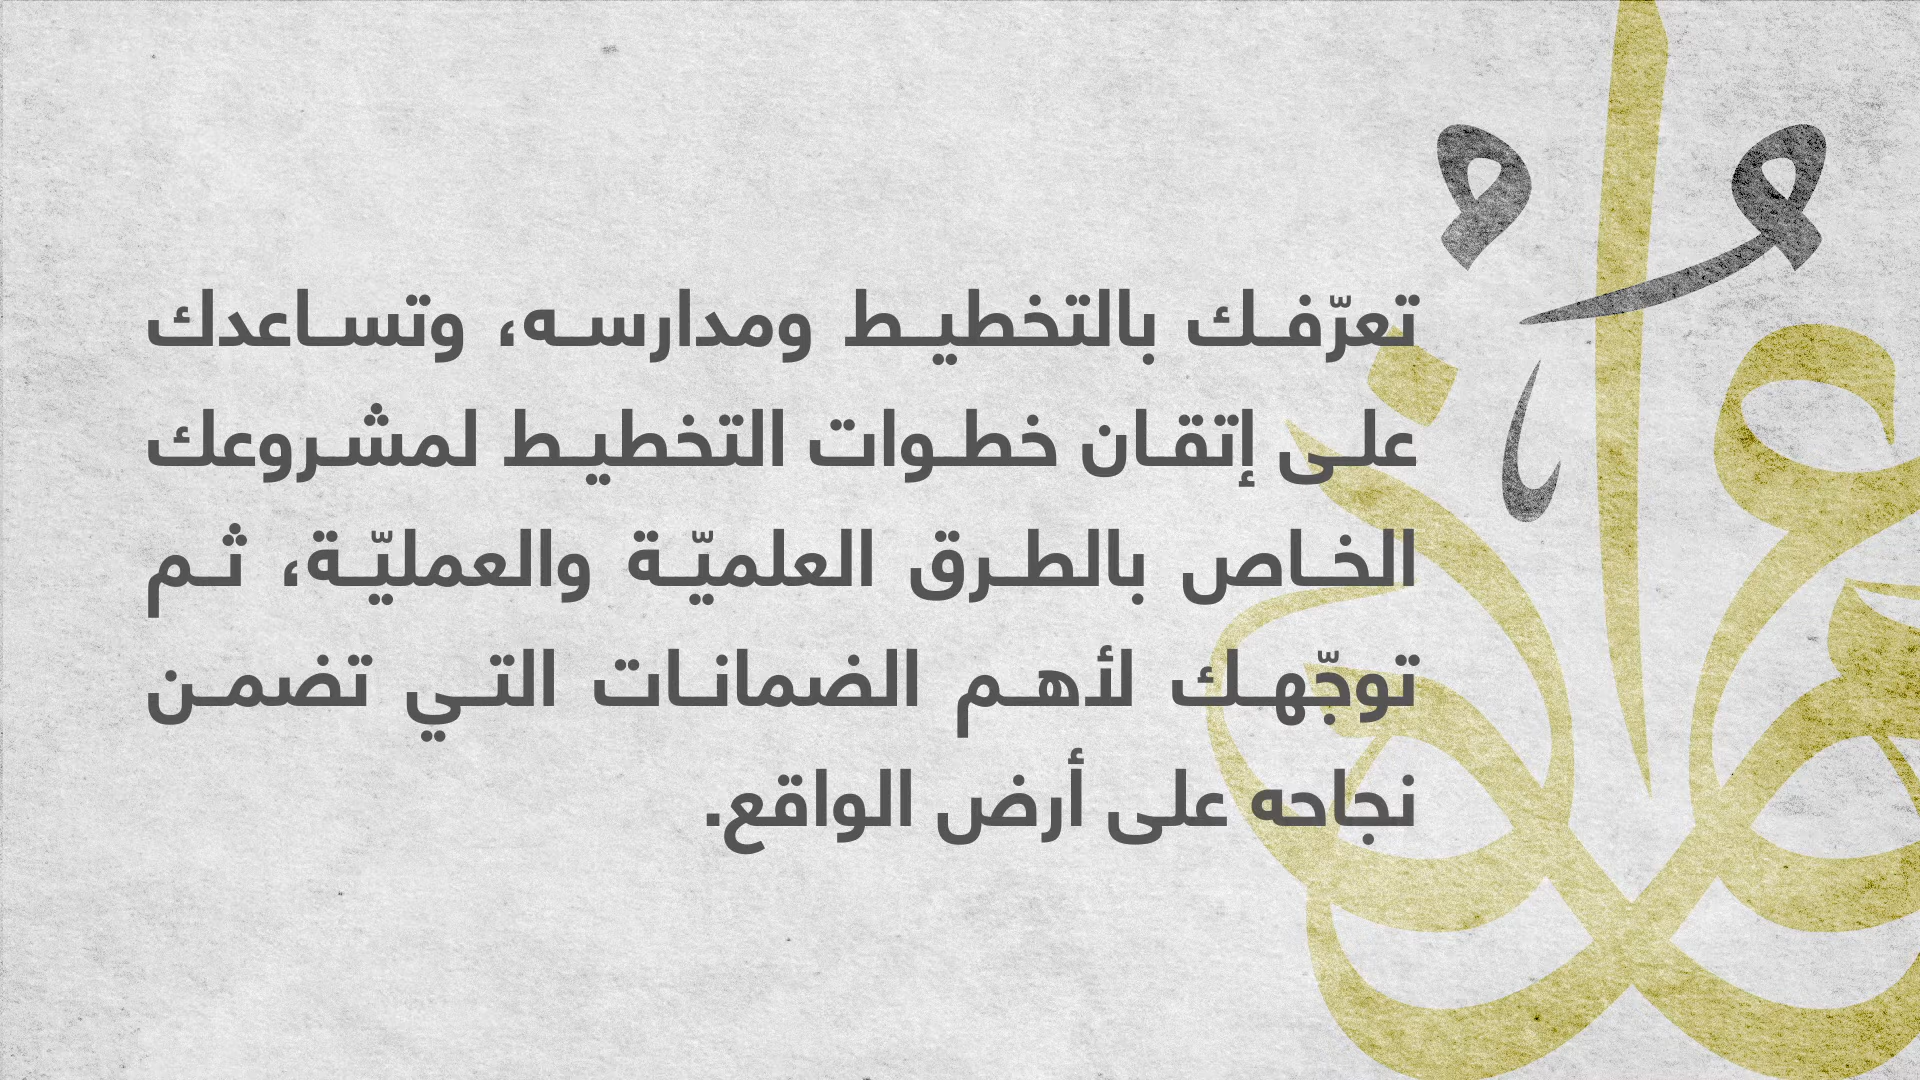 تعرّفك بالتخطيط ومدارسه، وتساعدك
على إتقان خطوات التخطيط لمشروعك
الخاص بالطرق العلميّة والعمليّة، ثم
توجّهك لأهم الضمانات التي تضمن
نجاحه على أرض الواقع.